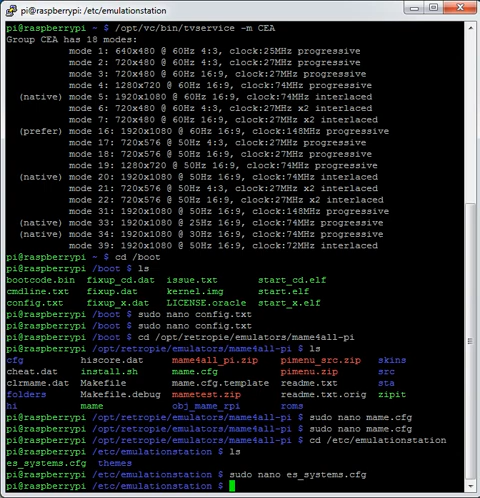 pi@raspberrypi: /etc/emulationstation
pi@raspberrypi ~ $ /opt/vc/bin/tvservice -m CEA
Group CEA has 18 modes:
mode 1: 640x480 @ 60Hz 4:3, clock:25MHz progressive
mode 2: 720x480 @ 60Hz 4:3, clock:27MHz progressive
mode 3: 720x480 @ 60Hz 16:9, clock:27MHz progressive
mode 4: 1280x720 @ 60Hz 16:9, clock:74MHz progressive
(native) mode 5: 1920x1080 @ 60Hz 16:9, clock:74MHz interlaced
mode 6: 720x480 @ 60Hz 4:3, clock:27MHz x2 interlaced
mode 7: 720x480 @ 60Hz 16:9, clock:27MHz x2 interlaced
(prefer) mode 16: 1920x1080 @ 60Hz 16:9, clock:148MHz progressive
mode 17: 720x576 @ 50Hz 4:3, clock:27MHz progressive
mode 18: 720x576 @ 50Hz 16:9, clock:27MHz progressive
mode 19: 1280x720 @ 50Hz 16:9, clock:74MHz progressive
(native) mode 20: 1920x1080 @ 50Hz 16:9, clock:74MHz interlaced
mode 21: 720x576 @ 50Hz 4:3, clock:27MHz x2 interlaced
mode 22: 720x576 @ 50Hz 16:9, clock:27MHz x2 interlaced
mode 31: 1920x1080 @ 50Hz 16:9, clock:148MHz progressive
(native) mode 33: 1920x1080 @ 25Hz 16:9, clock:74MHz progressive
(native) mode 34: 1920x1080 @ 30Hz 16:9, clock:74MHz progressive
mode 39: 1920x1080 @ 50Hz 16:9, clock:72MHz interlaced
pi@raspberrypi ~ $ cd /boot
pi@raspberrypi /boot $ ls
bootcode.bin fixup_cd.dat issue.txt start_cd.elf
cmdline.txt fixup.dat kernel.img start.elf
config.txt fixup_x.dat LICENSE.oracle start_x.elf
pi@raspberrypi /boot $ sudo nano config.txt
pi@raspberrypi /boot $ sudo nano config.txt
pi@raspberrypi /boot $ cd /opt/retropie/emulators/mame4all-pi
pi@raspberrypi /opt/retropie/emulators/mame4all-pi $ ls
cfg hiscore.dat mame4all_pi.zip pimenu_src.zip skins
cheat.dat install.sh mame.cfg pimenu.zip src
clrmame.dat Makefile mame.cfg.template readme.txt sta
folders Makefile.debug mametest.zip readme.txt.orig zipit
hi mame obj_mame_rpi roms
pi@raspberrypi /opt/retropie/emulators/mame4all-pi $ sudo nano mame.cfg
pi@raspberrypi /opt/retropie/emulators/mame4all-pi $ sudo nano mame.cfg
pi@raspberrypi /opt/retropie/emulators/mame4all-pi $ cd /etc/emulationstation
pi@raspberrypi /etc/emulationstation $ ls
es_systems.cfg themes
pi@raspberrypi /etc/emulationstation $ sudo nano es_systems.cfg
pi@raspberrypi /etc/emulationstation $